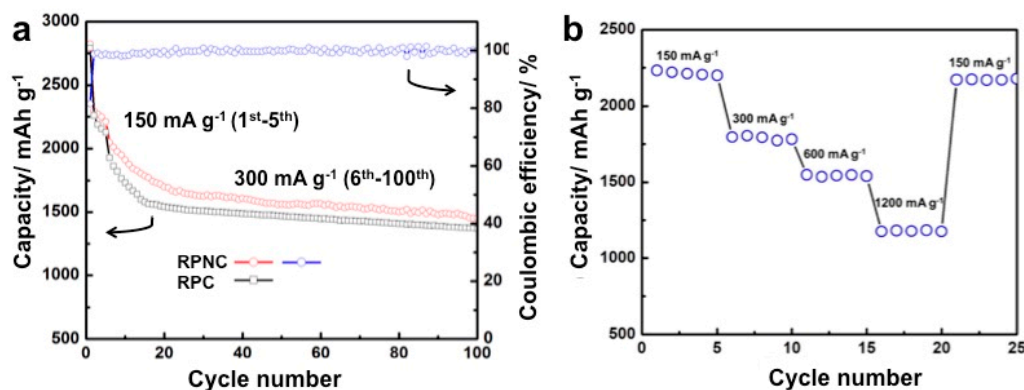 a
3000
2500
2000
1500
1000
500
Capacity/ mAh g-1
150 mA g-1 (1st-5th)
300 mA g-1 (6th-100th)
RPNC
RPC
0
20
40
60
80
100
Cycle number
100
80
60
40
20
0
Coulombic efficiency/ %
b
2500
2000
1500
1000
500
Capacity/ mAh g-1
150 mA g-1
300 mA g-1
600 mA g-1
1200 mA g-1
150 mA g-1
0
5
10
15
20
25
Cycle number